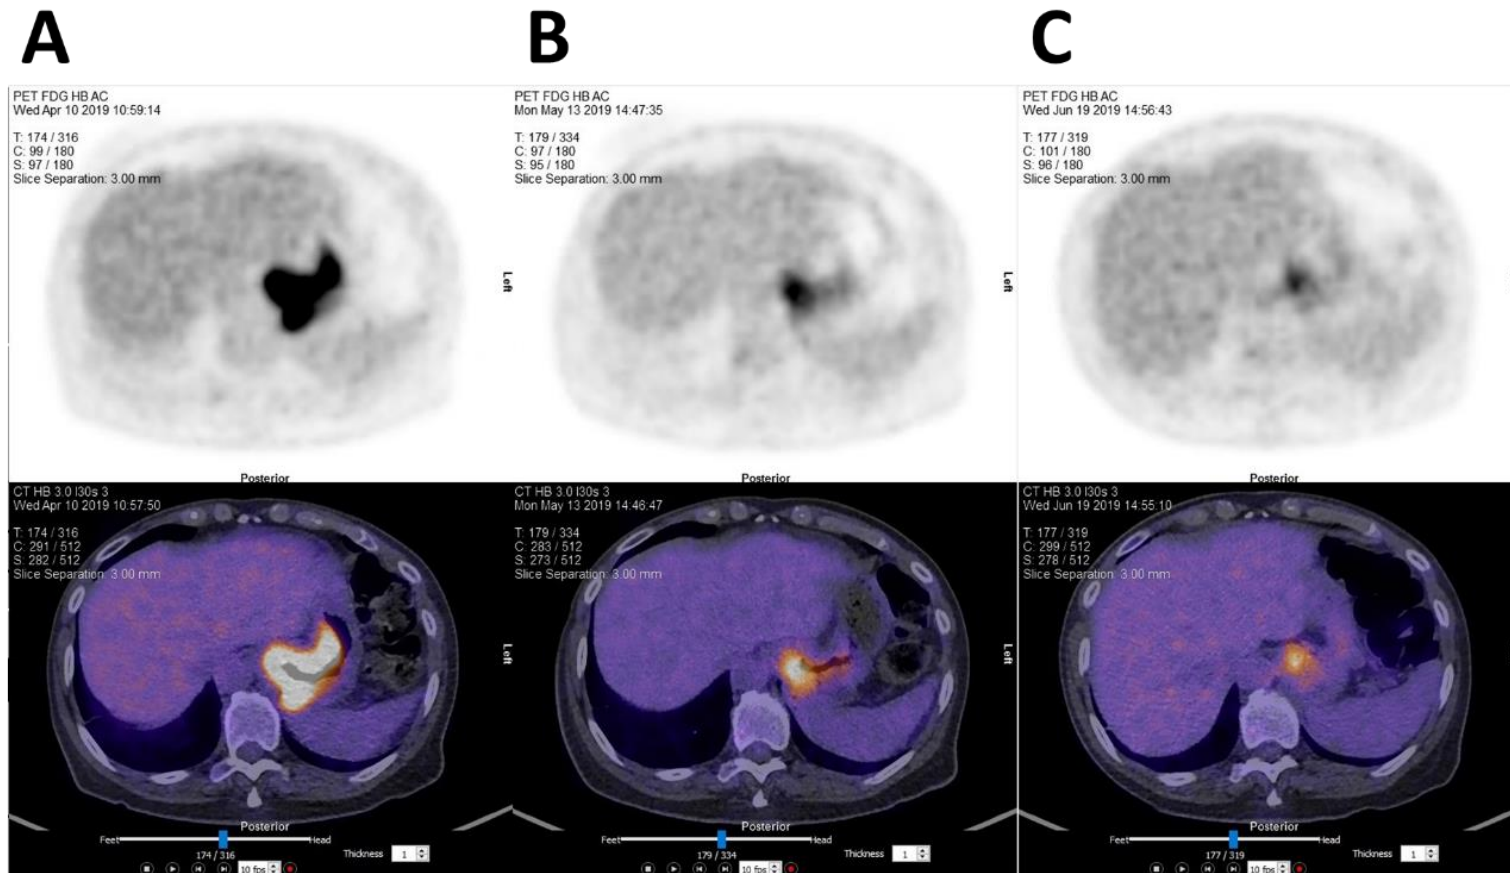 A
B
C
PET FDG HB AC
Wed Apr 10 2019 10:59:14
T: 174 / 316
C: 99 / 180
S: 97 / 180
Slice Separation: 3.00 mm
Left
Posterior
PET FDG HB AC
Mon May 13 2019 14:47:35
T: 179 / 334
C: 97 / 180
S: 95 / 180
Slice Separation: 3.00 mm
Left
Posterior
PET FDG HB AC
Wed Jun 19 2019 14:56:43
T: 177 / 319
C: 101 / 180
S: 96 / 180
Slice Separation: 3.00 mm
Posterior
CT HB 3.0 I30s 3
Wed Apr 10 2019 10:57:50
T: 174 / 316
C: 291 / 512
S: 282 / 512
Slice Separation: 3.00 mm
Left
Posterior
Feet
Head
174 / 316
Thickness 1
10 fps
CT HB 3.0 I30s 3
Mon May 13 2019 14:46:47
T: 179 / 334
C: 283 / 512
S: 273 / 512
Slice Separation: 3.00 mm
Left
Posterior
Feet
Head
179 / 334
Thickness 1
10 fps
CT HB 3.0 I30s 3
Wed Jun 19 2019 14:55:10
T: 177 / 319
C: 299 / 512
S: 278 / 512
Slice Separation: 3.00 mm
Posterior
Feet
Head
177 / 319
Thickness 1
10 fps